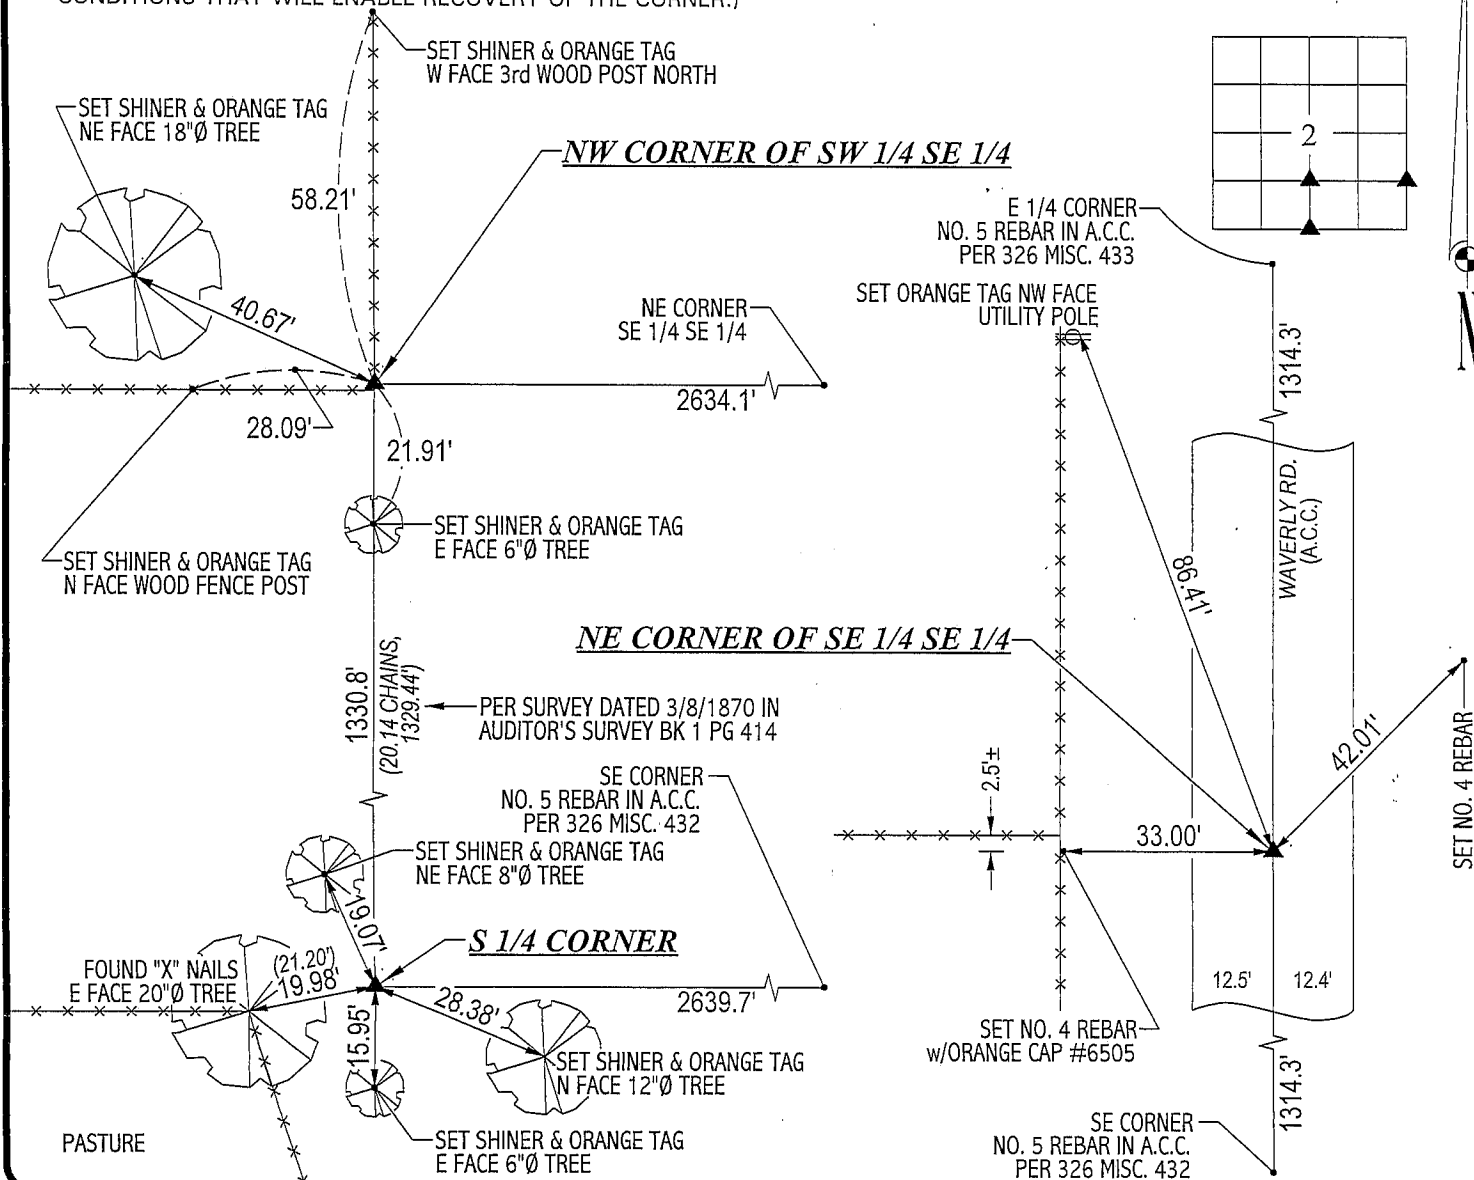 CONDITIONS THAT WILL ENABLE RECOVERY OF THE CORNER.)
SET SHINER & ORANGE TAG
W FACE 3rd WOOD POST NORTH
SET SHINER & ORANGE TAG
NE FACE 18"Ø TREE
NW CORNER OF SW 1/4 SE 1/4
2
58.21'
E 1/4 CORNER
NO. 5 REBAR IN A.C.C.
PER 326 MISC. 433
40.67'
NE CORNER
SE 1/4 SE 1/4
SET ORANGE TAG NW FACE
UTILITY POLE
N
1314.3'
2634.1'
28.09'
21.91'
WAVERLY RD.
(A.C.C.)
SET SHINER & ORANGE TAG
E FACE 6"Ø TREE
SET SHINER & ORANGE TAG
N FACE WOOD FENCE POST
86.41'
NE CORNER OF SE 1/4 SE 1/4
1330.8'
(20.14 CHAINS,
1329.44')
PER SURVEY DATED 3/8/1870 IN
AUDITOR'S SURVEY BK 1 PG 414
42.01'
SET NO. 4 REBAR
SE CORNER
NO. 5 REBAR IN A.C.C.
PER 326 MISC. 432
2.5'±
33.00'
SET SHINER & ORANGE TAG
NE FACE 8"Ø TREE
19.07'
S 1/4 CORNER
FOUND "X" NAILS
E FACE 20"Ø TREE
(21.20')
19.98'
28.38'
2639.7'
12.5'
12.4'
15.95'
SET NO. 4 REBAR
w/ORANGE CAP #6505
SET SHINER & ORANGE TAG
N FACE 12"Ø TREE
1314.3'
PASTURE
SET SHINER & ORANGE TAG
E FACE 6"Ø TREE
SE CORNER
NO. 5 REBAR IN A.C.C.
PER 326 MISC. 432